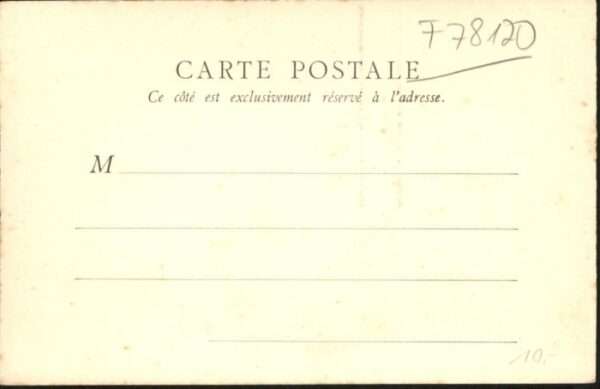 F78120
CARTE POSTALE
Ce côté est exclusivement réservé à l'adresse.
M
10.-